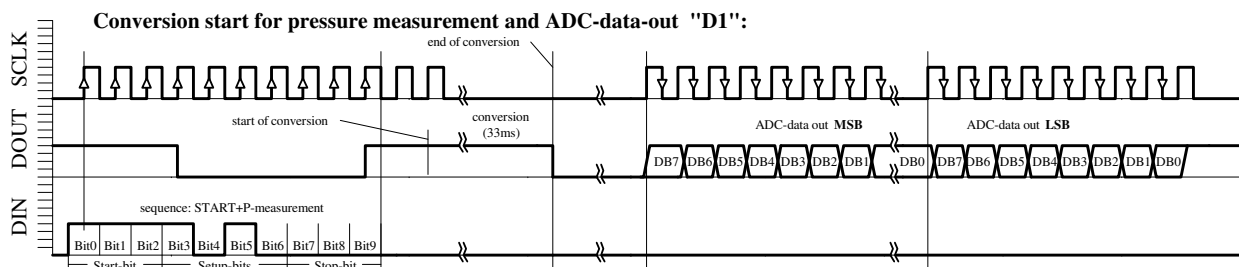 Conversion start for pressure measurement and ADC-data-out "D1":
end of conversion
SCLK
start of conversion
conversion
(33ms)
ADC-data out MSB
ADC-data out LSB
DOUT
DB7 DB6 DB5 DB4 DB3 DB2 DB1 DB0 DB7 DB6 DB5 DB4 DB3 DB2 DB1 DB0
sequence: START+P-measurement
DIN
Bit0 Bit1 Bit2 Bit3 Bit4 Bit5 Bit6 Bit7 Bit8 Bit9
Start-bit Setup-bits Stop-bit